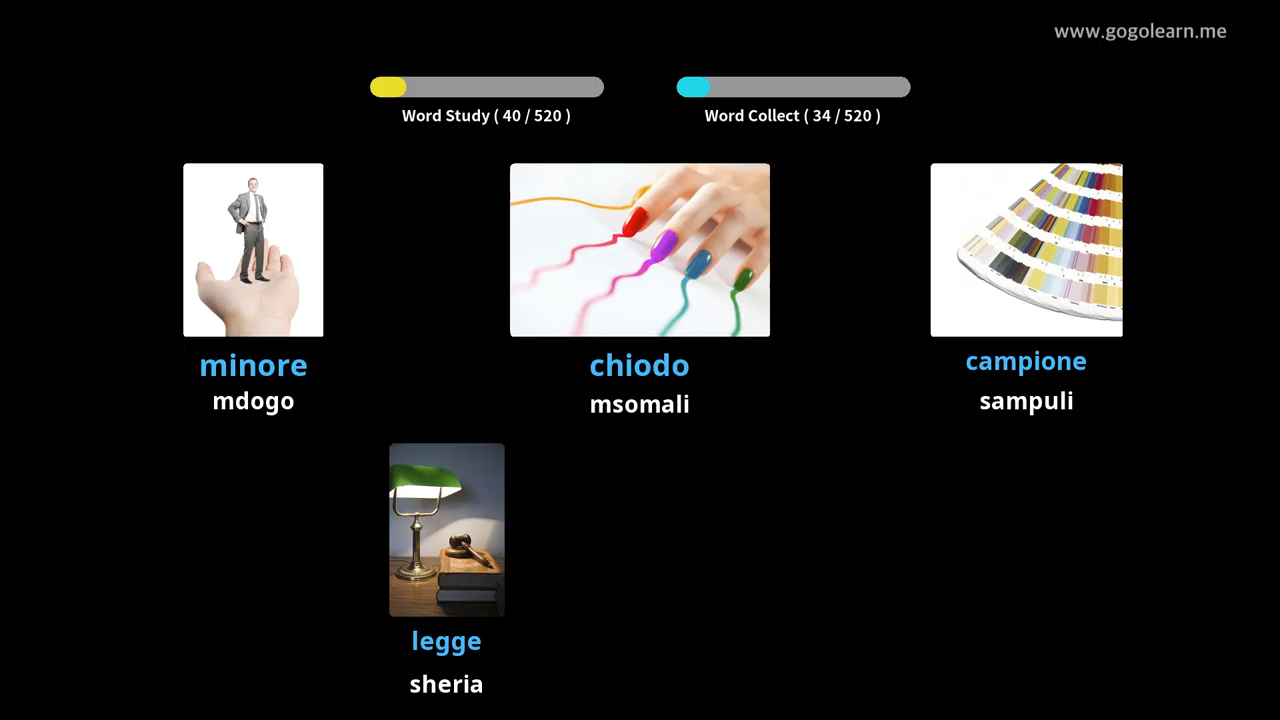 www.gogolearn.me
Word Study ( 40 / 520 )
Word Collect ( 34 / 520 )
minore
mdogo
chiodo
msomali
campione
sampuli
legge
sheria